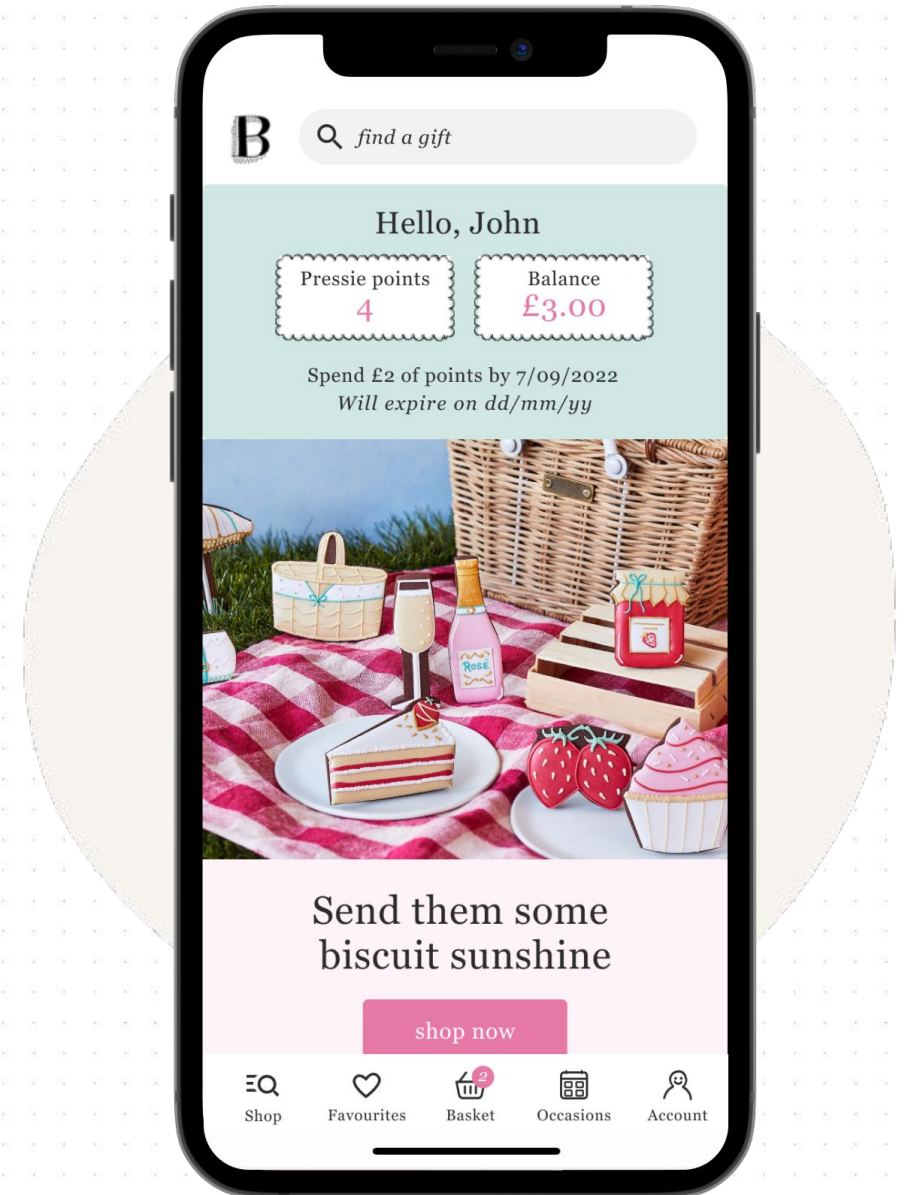 B
find a gift
Hello, John
Pressie points
4
Balance
£3.00
Spend £2 of points by 7/09/2022
Will expire on dd/mm/yy
ROSÉ
Send them some
biscuit sunshine
shop now
2
Shop
Favourites
Basket
Occasions
Account